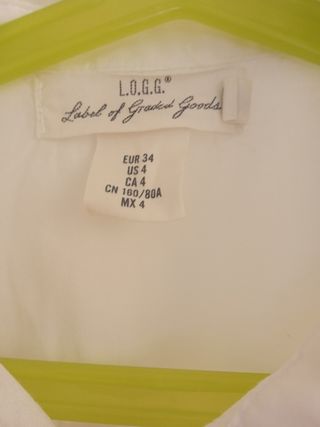 L.O.G.G.®
Label of Graded Goods
EUR 34
US 4
CA 4
CN 160/80A
MX 4